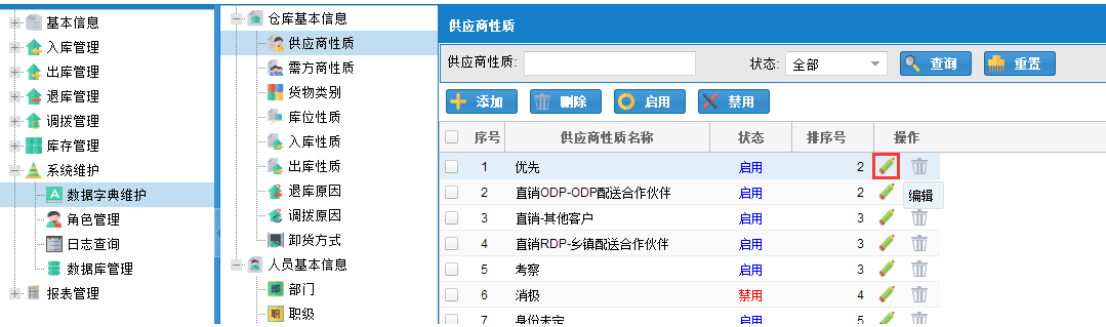 基本信息
入库管理
出库管理
退库管理
调拨管理
库存管理
系统维护
数据字典维护
角色管理
日志查询
数据库管理
报表管理
仓库基本信息
供应商性质
需方商性质
货物类别
库位性质
入库性质
出库性质
退库原因
调拨原因
卸货方式
人员基本信息
部门
职级
供应商性质
供应商性质: 状态: 全部 查询 重置
添加 删除 启用 禁用
序号 供应商性质名称 状态 排序号 操作
1 优先 启用 2
2 直销ODP-ODP配送合作伙伴 启用 2 编辑
3 直销-其他客户 启用 3
4 直销RDP-乡镇配送合作伙伴 启用 3
5 考察 启用 3
6 消极 禁用 4
7 身份未定 启用 5